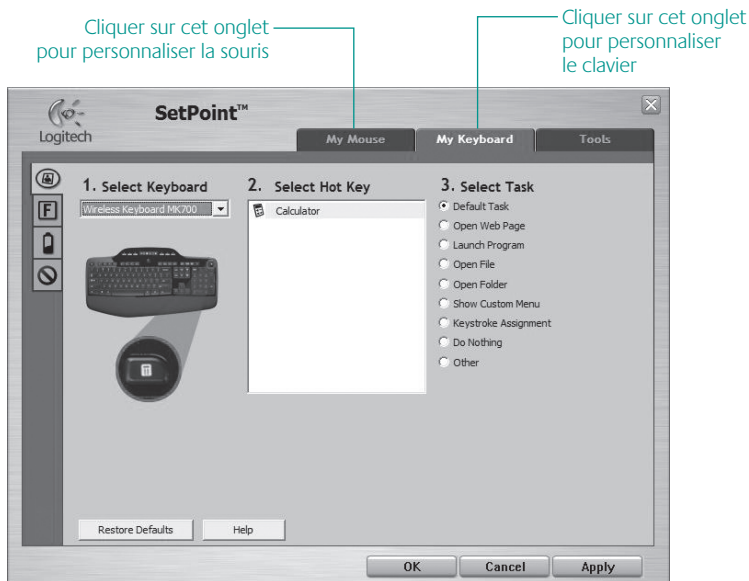 Cliquer sur cet onglet
pour personnaliser la souris
Cliquer sur cet onglet
pour personnaliser
le clavier
Logitech
SetPoint™
My Mouse
My Keyboard
Tools
1. Select Keyboard
Wireless Keyboard MK700
2. Select Hot Key
Calculator
3. Select Task
Default Task
Open Web Page
Launch Program
Open File
Open Folder
Show Custom Menu
Keystroke Assignment
Do Nothing
Other
F
Restore Defaults
Help
OK
Cancel
Apply